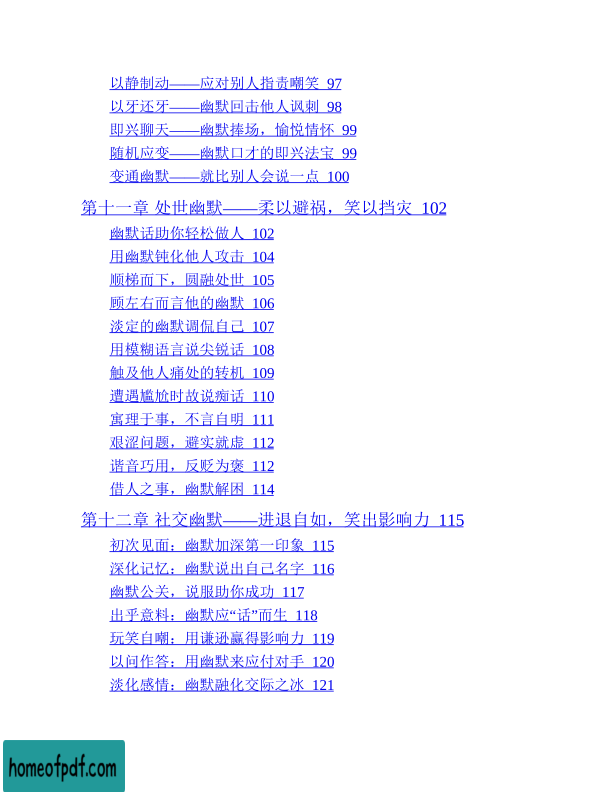 以静制动——应对别人指责嘲笑 97
以牙还牙——幽默回击他人讽刺 98
即兴聊天——幽默捧场，愉悦情怀 99
随机应变——幽默口才的即兴法宝 99
变通幽默——就比别人会说一点 100
第十一章 处世幽默——柔以避祸，笑以挡灾 102
幽默话助你轻松做人 102
用幽默钝化他人攻击 104
顺梯而下，圆融处世 105
顾左右而言他的幽默 106
淡定的幽默调侃自己 107
用模糊语言说尖锐话 108
触及他人痛处的转机 109
遭遇尴尬时故说痴话 110
寓理于事，不言自明 111
艰涩问题，避实就虚 112
谐音巧用，反贬为褒 112
借人之事，幽默解困 114
第十二章 社交幽默——进退自如，笑出影响力 115
初次见面：幽默加深第一印象 115
深化记忆：幽默说出自己名字 116
幽默公关，说服助你成功 117
出乎意料：幽默应“话”而生 118
玩笑自嘲：用谦逊赢得影响力 119
以问作答：用幽默来应付对手 120
淡化感情：幽默融化交际之冰 121
homeofpdf.com